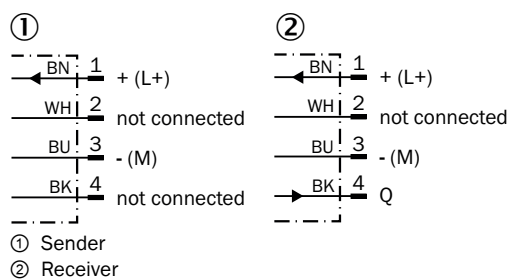 ① ②
BN 1 + (L+) BN 1 + (L+)
WH 2 not connected WH 2 not connected
BU 3 - (M) BU 3 - (M)
BK 4 not connected BK 4 Q
① Sender
② Receiver